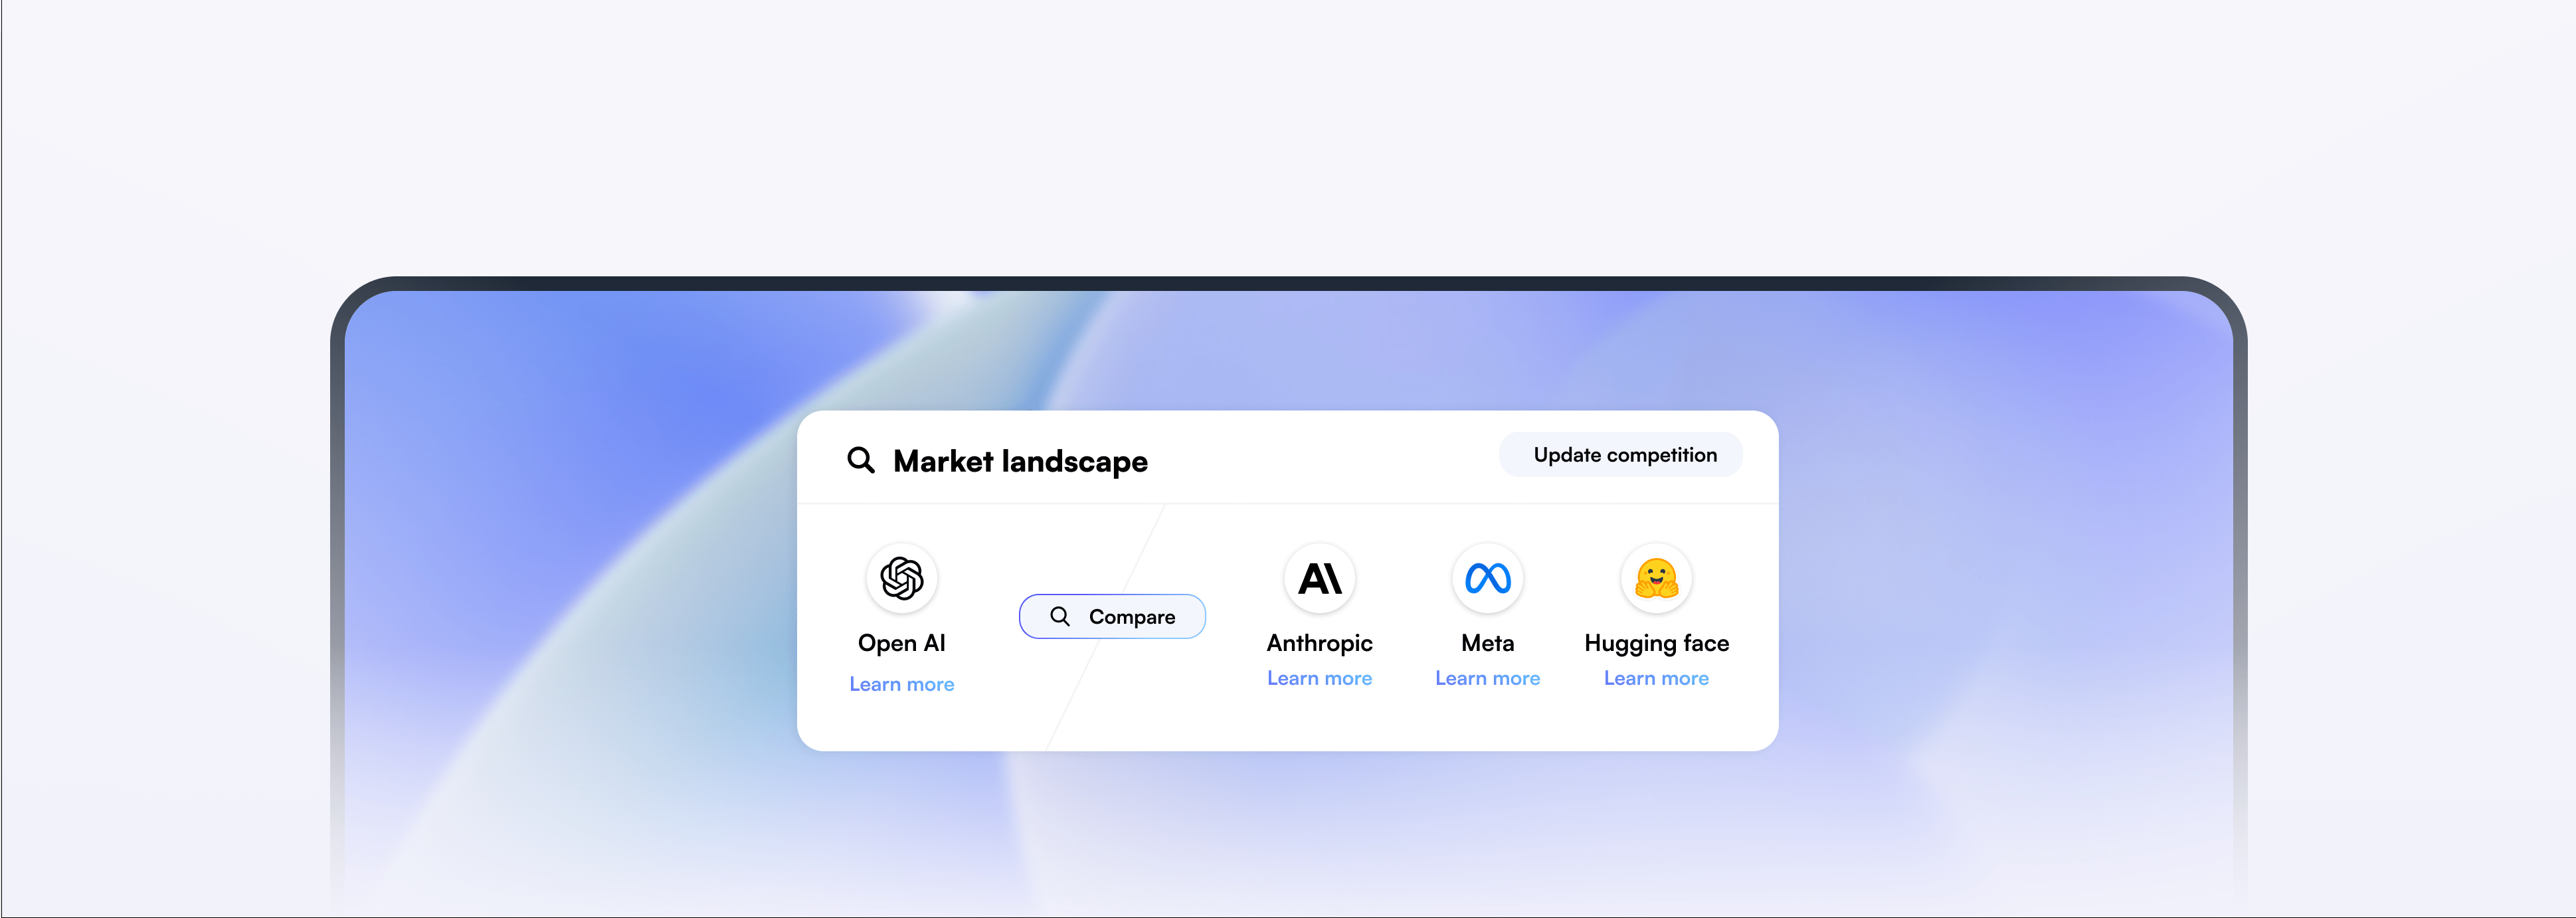 Market landscape
Update competition
Open AI
Learn more
Compare
Anthropic
Learn more
Meta
Learn more
Hugging face
Learn more